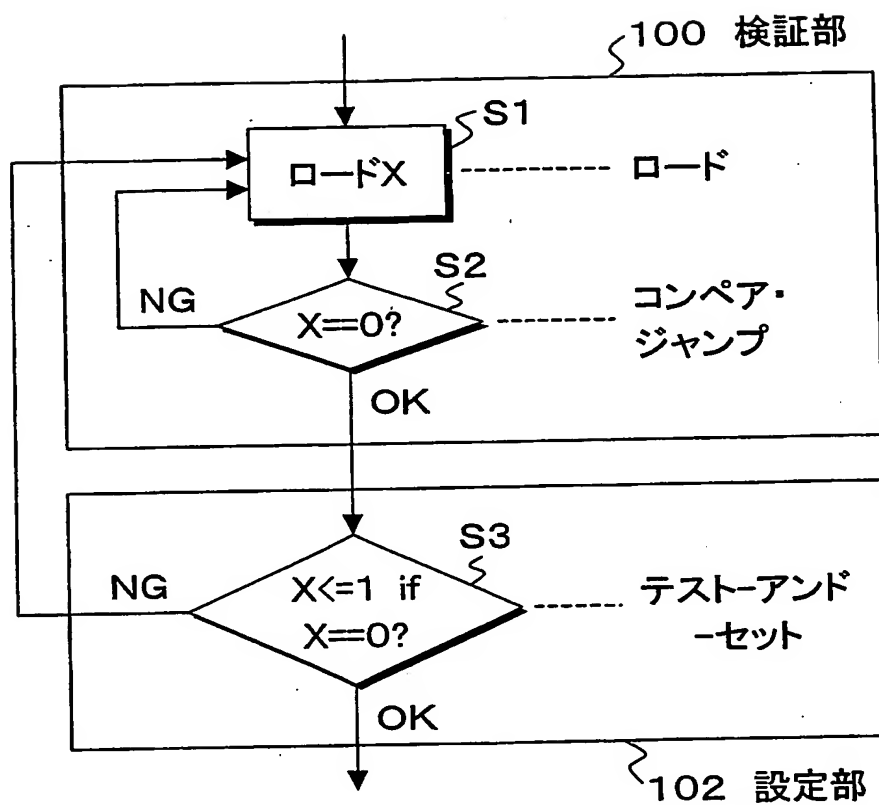 100 検証部
S1
ロードX
ロード
S2
NG
X==0?
コンペア・
ジャンプ
OK
S3
NG
X<=1 if
X==0?
テスト-アンド
-セット
OK
102 設定部